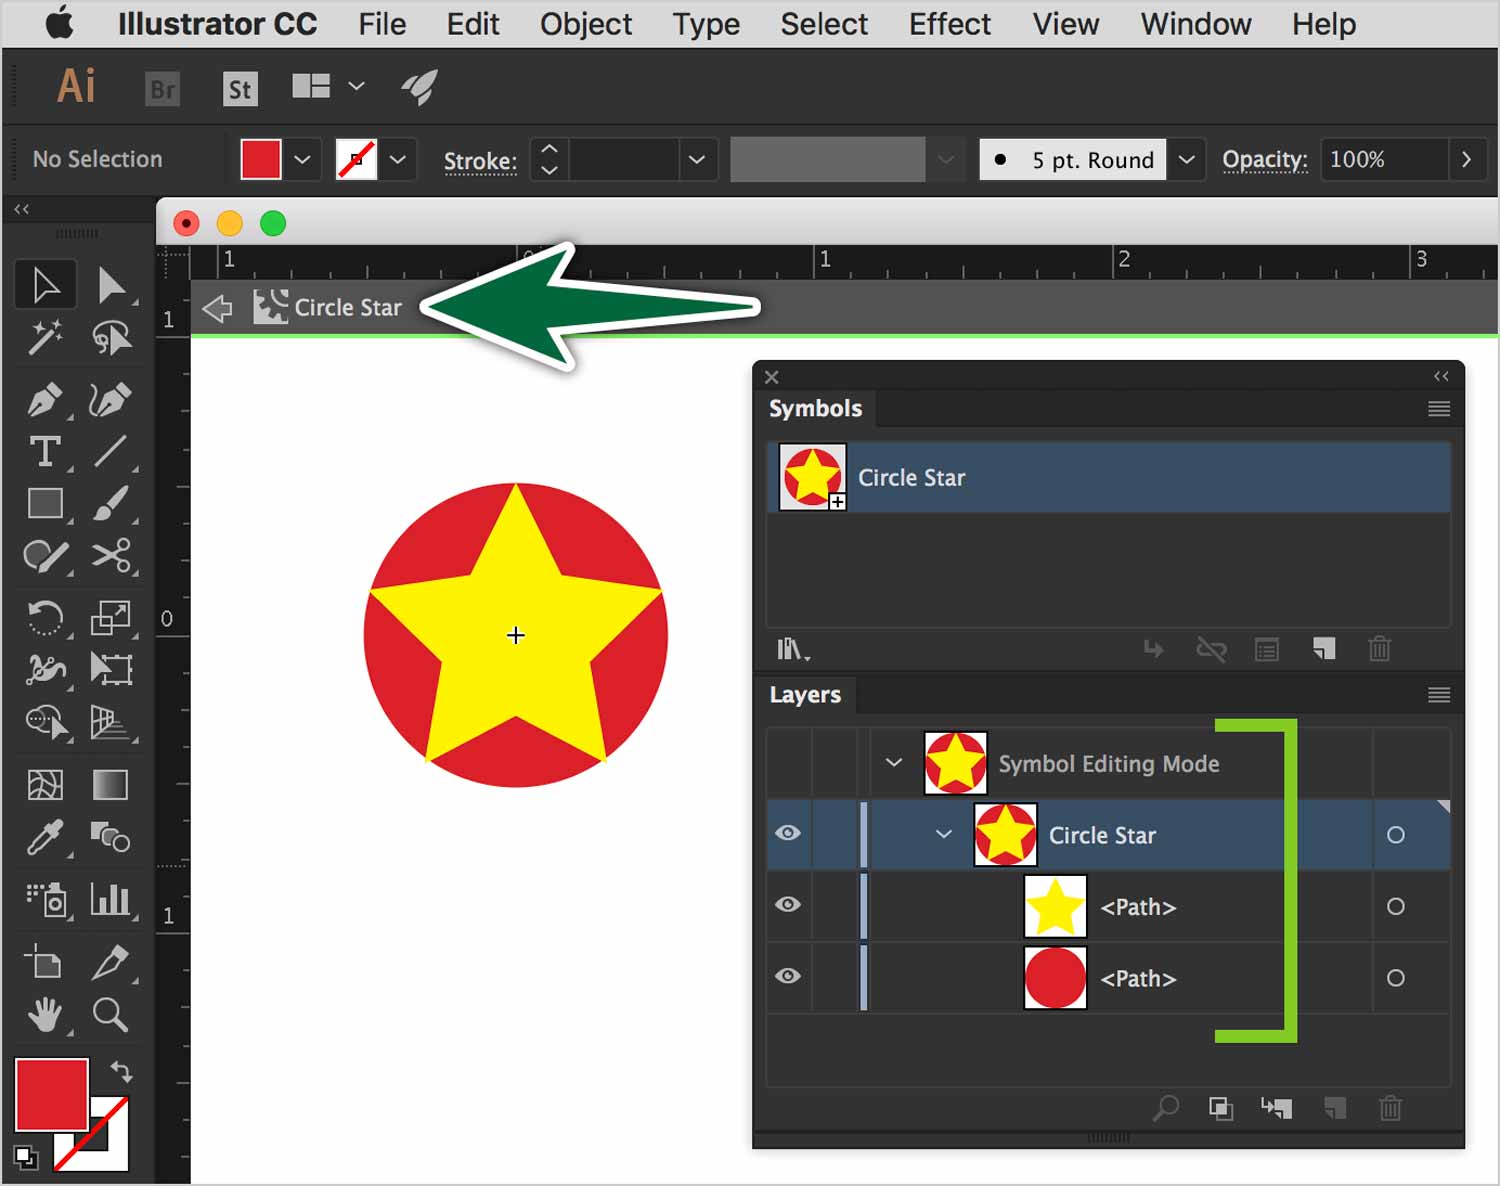 Illustrator CC File Edit Object Type Select Effect View Window Help
Ai Br St
No Selection Stroke: 5 pt. Round Opacity: 100%
1 1 2 3
1 Circle Star
Symbols
Circle Star
T
0
Layers
Symbol Editing Mode
Circle Star
1 <Path>
<Path>